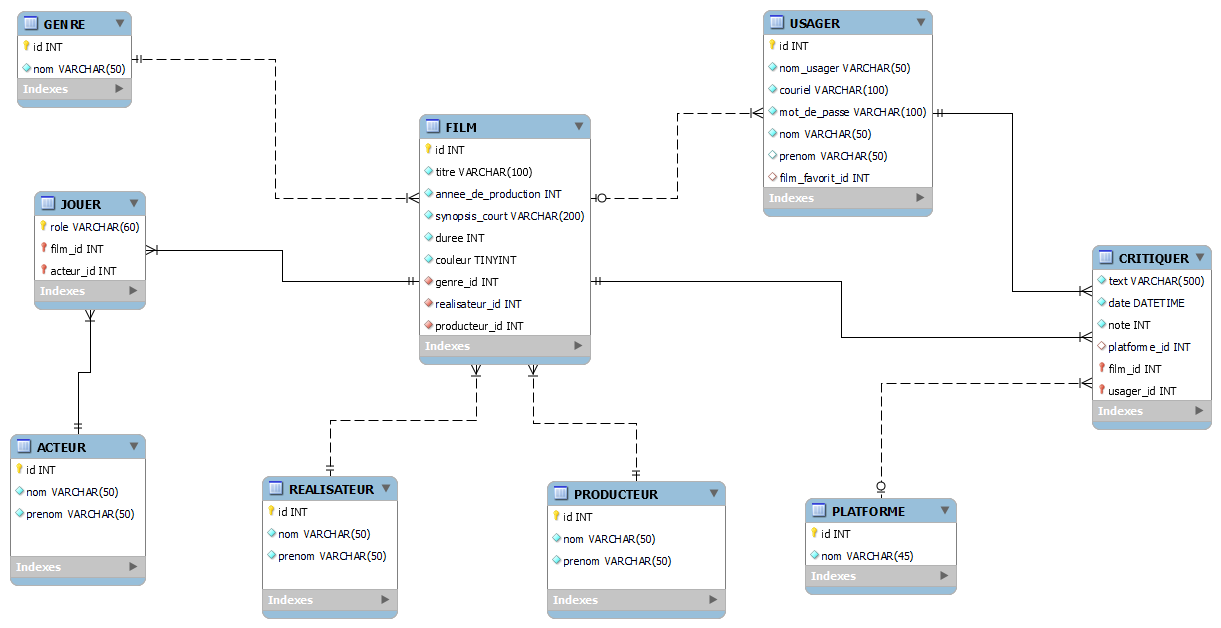 GENRE
id INT
nom VARCHAR(50)
Indexes
USAGER
id INT
nom_usager VARCHAR(50)
couriel VARCHAR(100)
mot_de_passe VARCHAR(100)
nom VARCHAR(50)
prenom VARCHAR(50)
film_favorit_id INT
Indexes
FILM
id INT
titre VARCHAR(100)
annee_de_production INT
synopsis_court VARCHAR(200)
duree INT
couleur TINYINT
genre_id INT
realisateur_id INT
producteur_id INT
Indexes
JOUER
role VARCHAR(60)
film_id INT
acteur_id INT
Indexes
CRITIQUER
text VARCHAR(500)
date DATETIME
note INT
platforme_id INT
film_id INT
usager_id INT
Indexes
ACTEUR
id INT
nom VARCHAR(50)
prenom VARCHAR(50)
Indexes
REALISATEUR
id INT
nom VARCHAR(50)
prenom VARCHAR(50)
Indexes
PRODUCTEUR
id INT
nom VARCHAR(50)
prenom VARCHAR(50)
Indexes
PLATFORME
id INT
nom VARCHAR(45)
Indexes